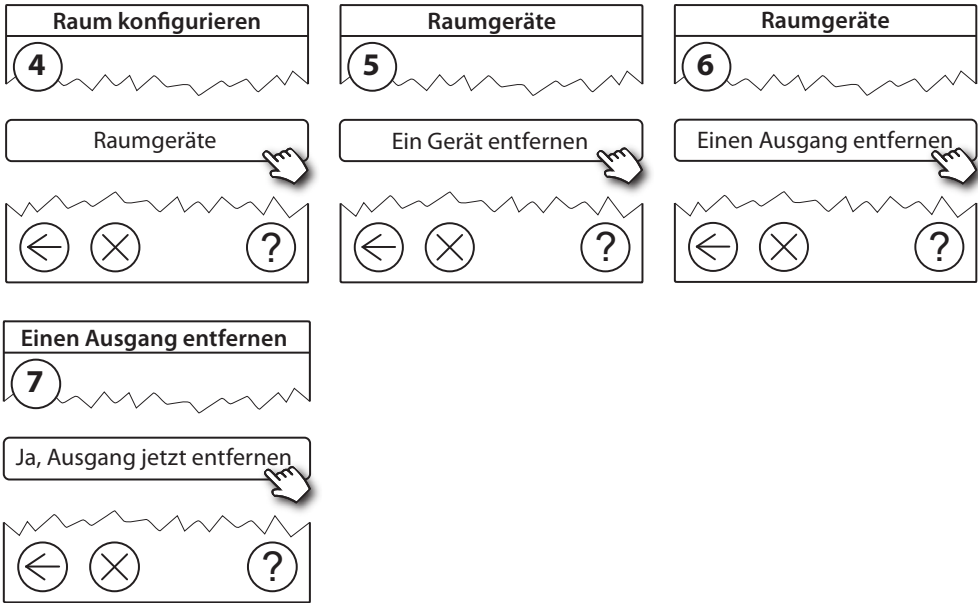 Raum konfigurieren
4
Raumgeräte
?
Raumgeräte
5
Ein Gerät entfernen
?
Raumgeräte
6
Einen Ausgang entfernen
?
Einen Ausgang entfernen
7
Ja, Ausgang jetzt entfernen
?